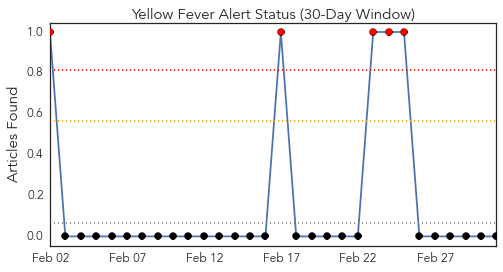 Yellow Fever Alert Status (30-Day Window)
Articles Found
1.0
0.8
0.6
0.4
0.2
0.0
Feb 02 Feb 07 Feb 12 Feb 17 Feb 22 Feb 27